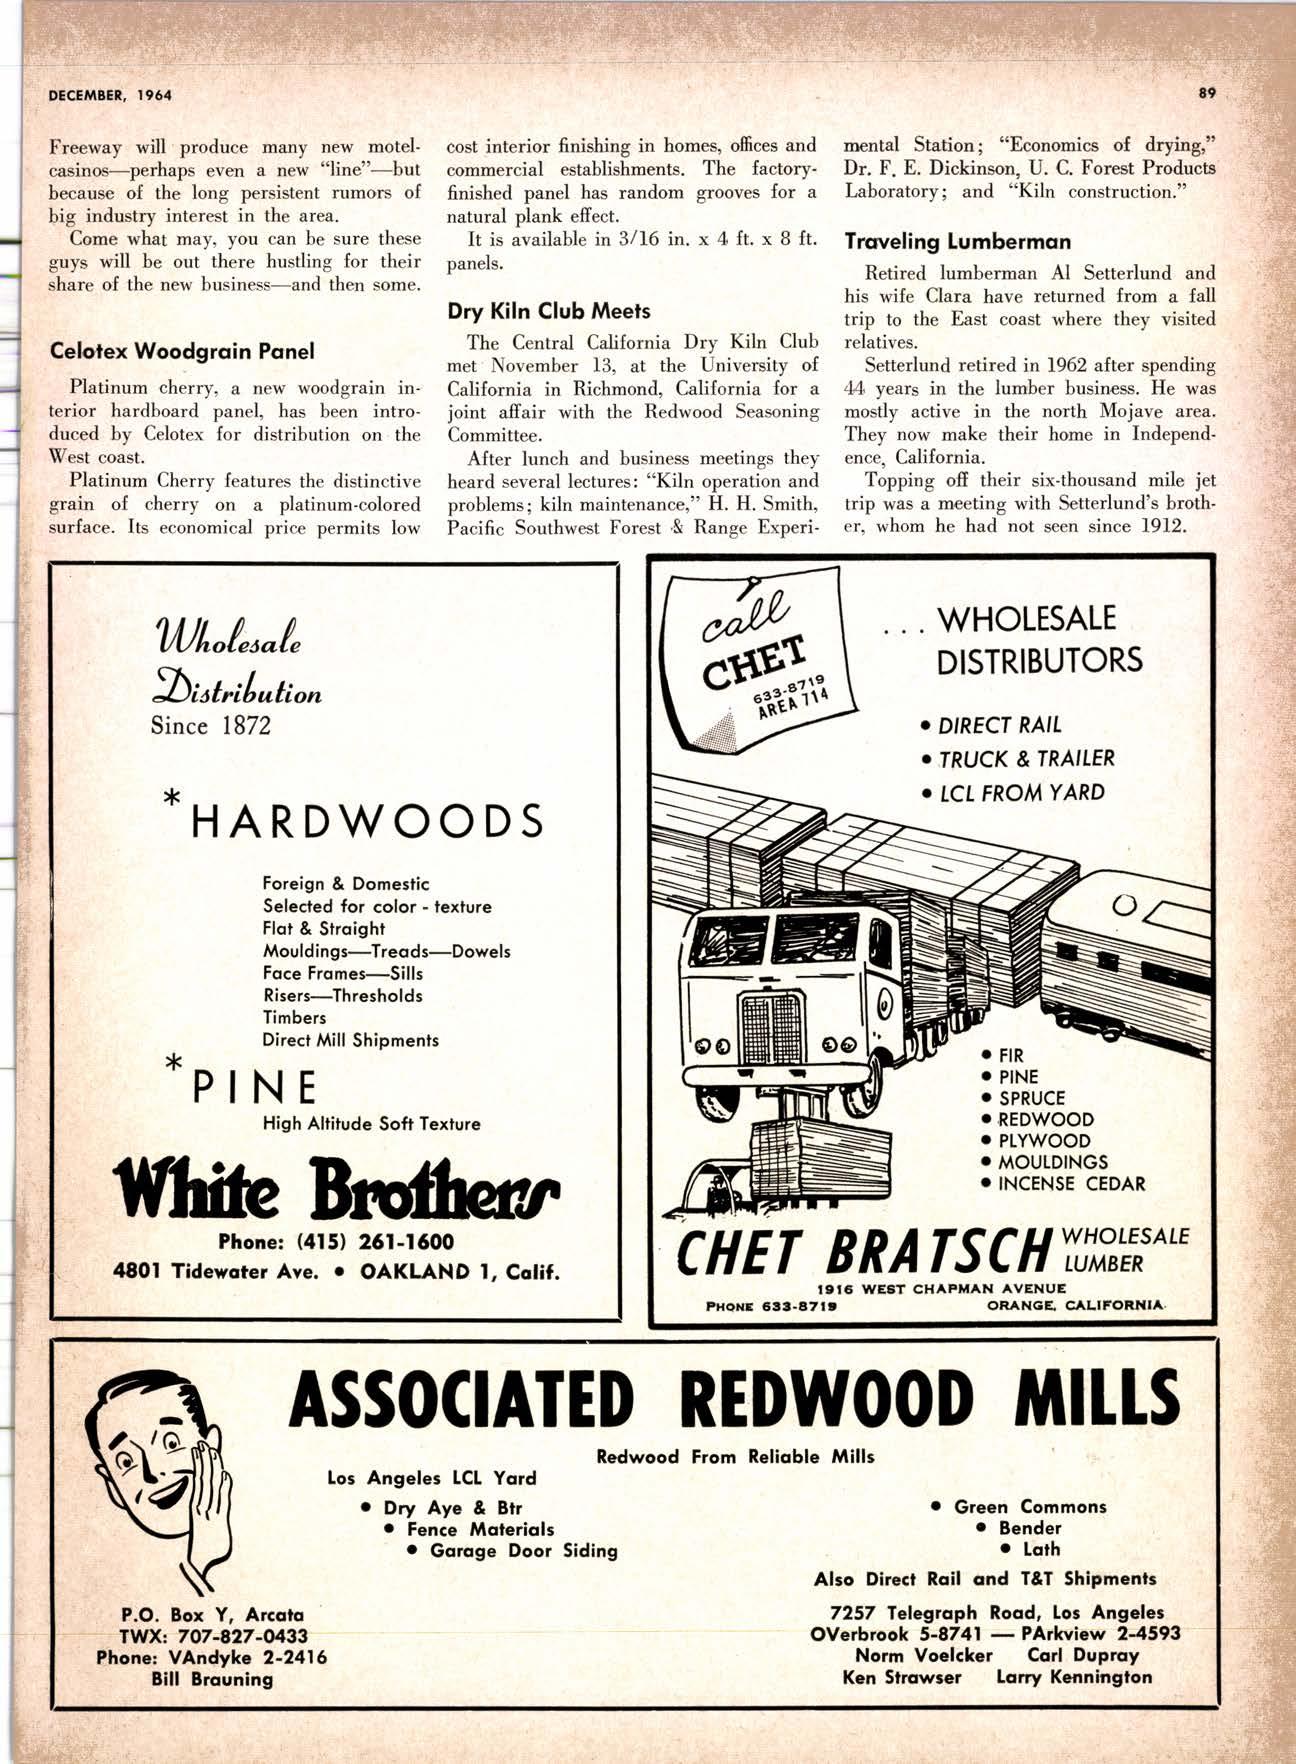 DECEMBER, 1964
89
Freeway will produce many new motel-
casinos—perhaps even a new "line"—but
because of the long persistent rumors of
big industry interest in the area.
Come what may, you can be sure these
guys will be out there hustling for their
share of the new business—and then some.
Celotex Woodgrain Panel
Platinum cherry, a new woodgrain in-
terior hardboard panel, has been intro-
duced by Celotex for distribution on the
West coast.
Platinum Cherry features the distinctive
grain of cherry on a platinum-colored
surface. Its economical price permits low
cost interior finishing in homes, offices and
commercial establishments. The factory-
finished panel has random grooves for a
natural plank effect.
It is available in 3/16 in. x 4 ft. x 8 ft.
panels.
Dry Kiln Club Meets
The Central California Dry Kiln Club
met November 13, at the University of
California in Richmond, California for a
joint affair with the Redwood Seasoning
Committee.
After lunch and business meetings they
heard several lectures: "Kiln operation and
problems; kiln maintenance," H. H. Smith,
Pacific Southwest Forest & Range Experi-
mental Station; "Economics of drying,"
Dr. F. E. Dickinson, U. C. Forest Products
Laboratory; and "Kiln construction."
Traveling Lumberman
Retired lumberman Al Setterlund and
his wife Clara have returned from a fall
trip to the East coast where they visited
relatives.
Setterlund retired in 1962 after spending
44 years in the lumber business. He was
mostly active in the north Mojave area.
They now make their home in Independ-
ence, California.
Topping off their six-thousand mile jet
trip was a meeting with Setterlund's broth-
er, whom he had not seen since 1912.
Wholesale
Distribution
Since 1872
*HARDWOODS
Foreign & Domestic
Selected for color - texture
Flat & Straight
Mouldings—Treads—Dowels
Face Frames—Sills
Risers—Thresholds
Timbers
Direct Mill Shipments
*PINE
High Altitude Soft Texture
White Brothers
Phone: (415) 261-1600
4801 Tidewater Ave. • OAKLAND 1, Calif.
call
CHET
633-8719
AREA 714
... WHOLESALE
DISTRIBUTORS
• DIRECT RAIL
• TRUCK & TRAILER
• LCL FROM YARD
• FIR
• PINE
• SPRUCE
• REDWOOD
• PLYWOOD
• MOULDINGS
• INCENSE CEDAR
CHET BRATSCH WHOLESALE
LUMBER
1916 WEST CHAPMAN AVENUE
PHONE 633-8719 ORANGE, CALIFORNIA
ASSOCIATED REDWOOD MILLS
Redwood From Reliable Mills
Los Angeles LCL Yard
• Dry Aye & Btr
• Fence Materials
• Garage Door Siding
• Green Commons
• Bender
• Lath
Also Direct Rail and T&T Shipments
P.O. Box Y, Arcata
TWX: 707-827-0433
Phone: VAndyke 2-2416
Bill Brauning
7257 Telegraph Road, Los Angeles
OVerbrook 5-8741 — PArkview 2-4593
Norm Voelcker Carl Dupray
Ken Strawser Larry Kennington